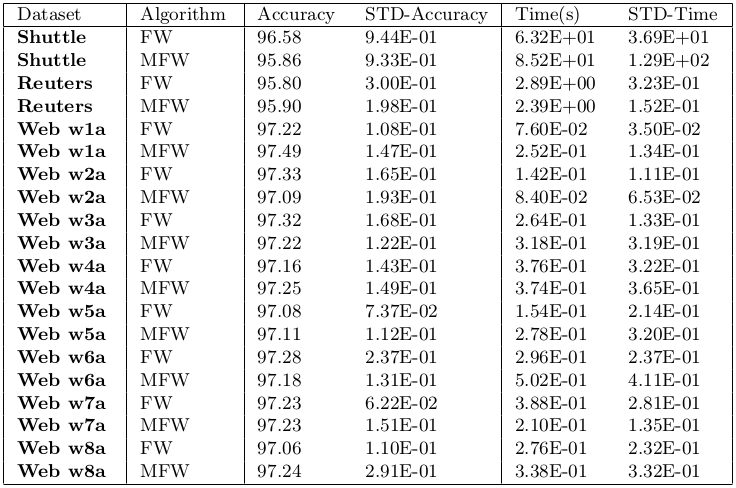 Dataset Algorithm Accuracy STD-Accuracy Time(s) STD-Time
Shuttle FW 96.58 9.44E-01 6.32E+01 3.69E+01
Shuttle MFW 95.86 9.33E-01 8.52E+01 1.29E+02
Reuters FW 95.80 3.00E-01 2.89E+00 3.23E-01
Reuters MFW 95.90 1.98E-01 2.39E+00 1.52E-01
Web w1a FW 97.22 1.08E-01 7.60E-02 3.50E-02
Web w1a MFW 97.49 1.47E-01 2.52E-01 1.34E-01
Web w2a FW 97.33 1.65E-01 1.42E-01 1.11E-01
Web w2a MFW 97.09 1.93E-01 8.40E-02 6.53E-02
Web w3a FW 97.32 1.68E-01 2.64E-01 1.33E-01
Web w3a MFW 97.22 1.22E-01 3.18E-01 3.19E-01
Web w4a FW 97.16 1.43E-01 3.76E-01 3.22E-01
Web w4a MFW 97.25 1.49E-01 3.74E-01 3.65E-01
Web w5a FW 97.08 7.37E-02 1.54E-01 2.14E-01
Web w5a MFW 97.11 1.12E-01 2.78E-01 3.20E-01
Web w6a FW 97.28 2.37E-01 2.96E-01 2.37E-01
Web w6a MFW 97.18 1.31E-01 5.02E-01 4.11E-01
Web w7a FW 97.23 6.22E-02 3.88E-01 2.81E-01
Web w7a MFW 97.23 1.51E-01 2.10E-01 1.35E-01
Web w8a FW 97.06 1.10E-01 2.76E-01 2.32E-01
Web w8a MFW 97.24 2.91E-01 3.38E-01 3.32E-01